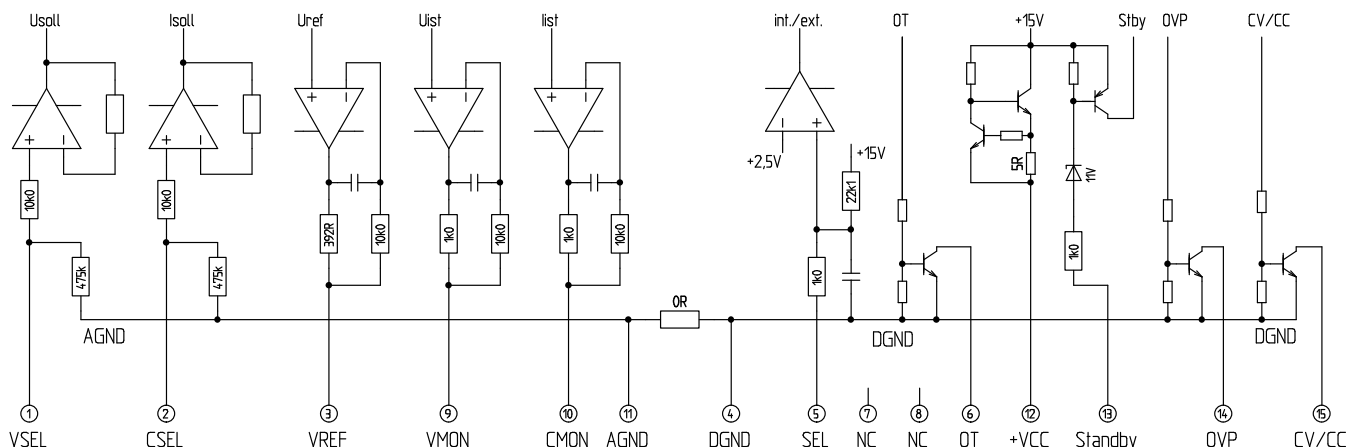 Usoll Isoll Uref Uist Iist int./ext. OT +15V Stby OVP CV/CC
+ − + − + − + − + −
− +
+2,5V
+15V
10k0 10k0 22k1 5R 11V
392R 10k0 1k0 10k0 1k0 10k0
475k 475k 1k0 1k0
0R
AGND DGND DGND
1 2 3 9 10 11 4 5 7 8 6 12 13 14 15
VSEL CSEL VREF VMON CMON AGND DGND SEL NC NC OT +VCC Standby OVP CV/CC